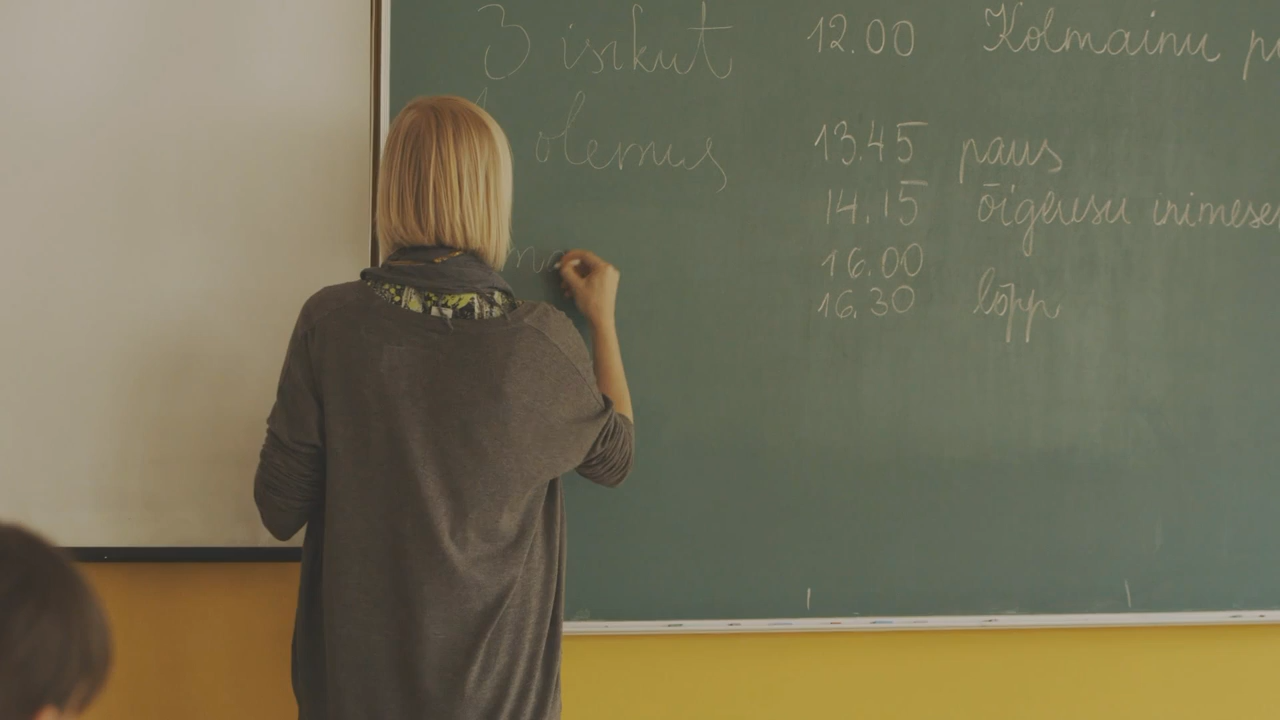 3 isikut
olemus
12.00 Kolmainu
13.45 paus
14.15 õigeusu inimese
16.00
16.30 lõpp